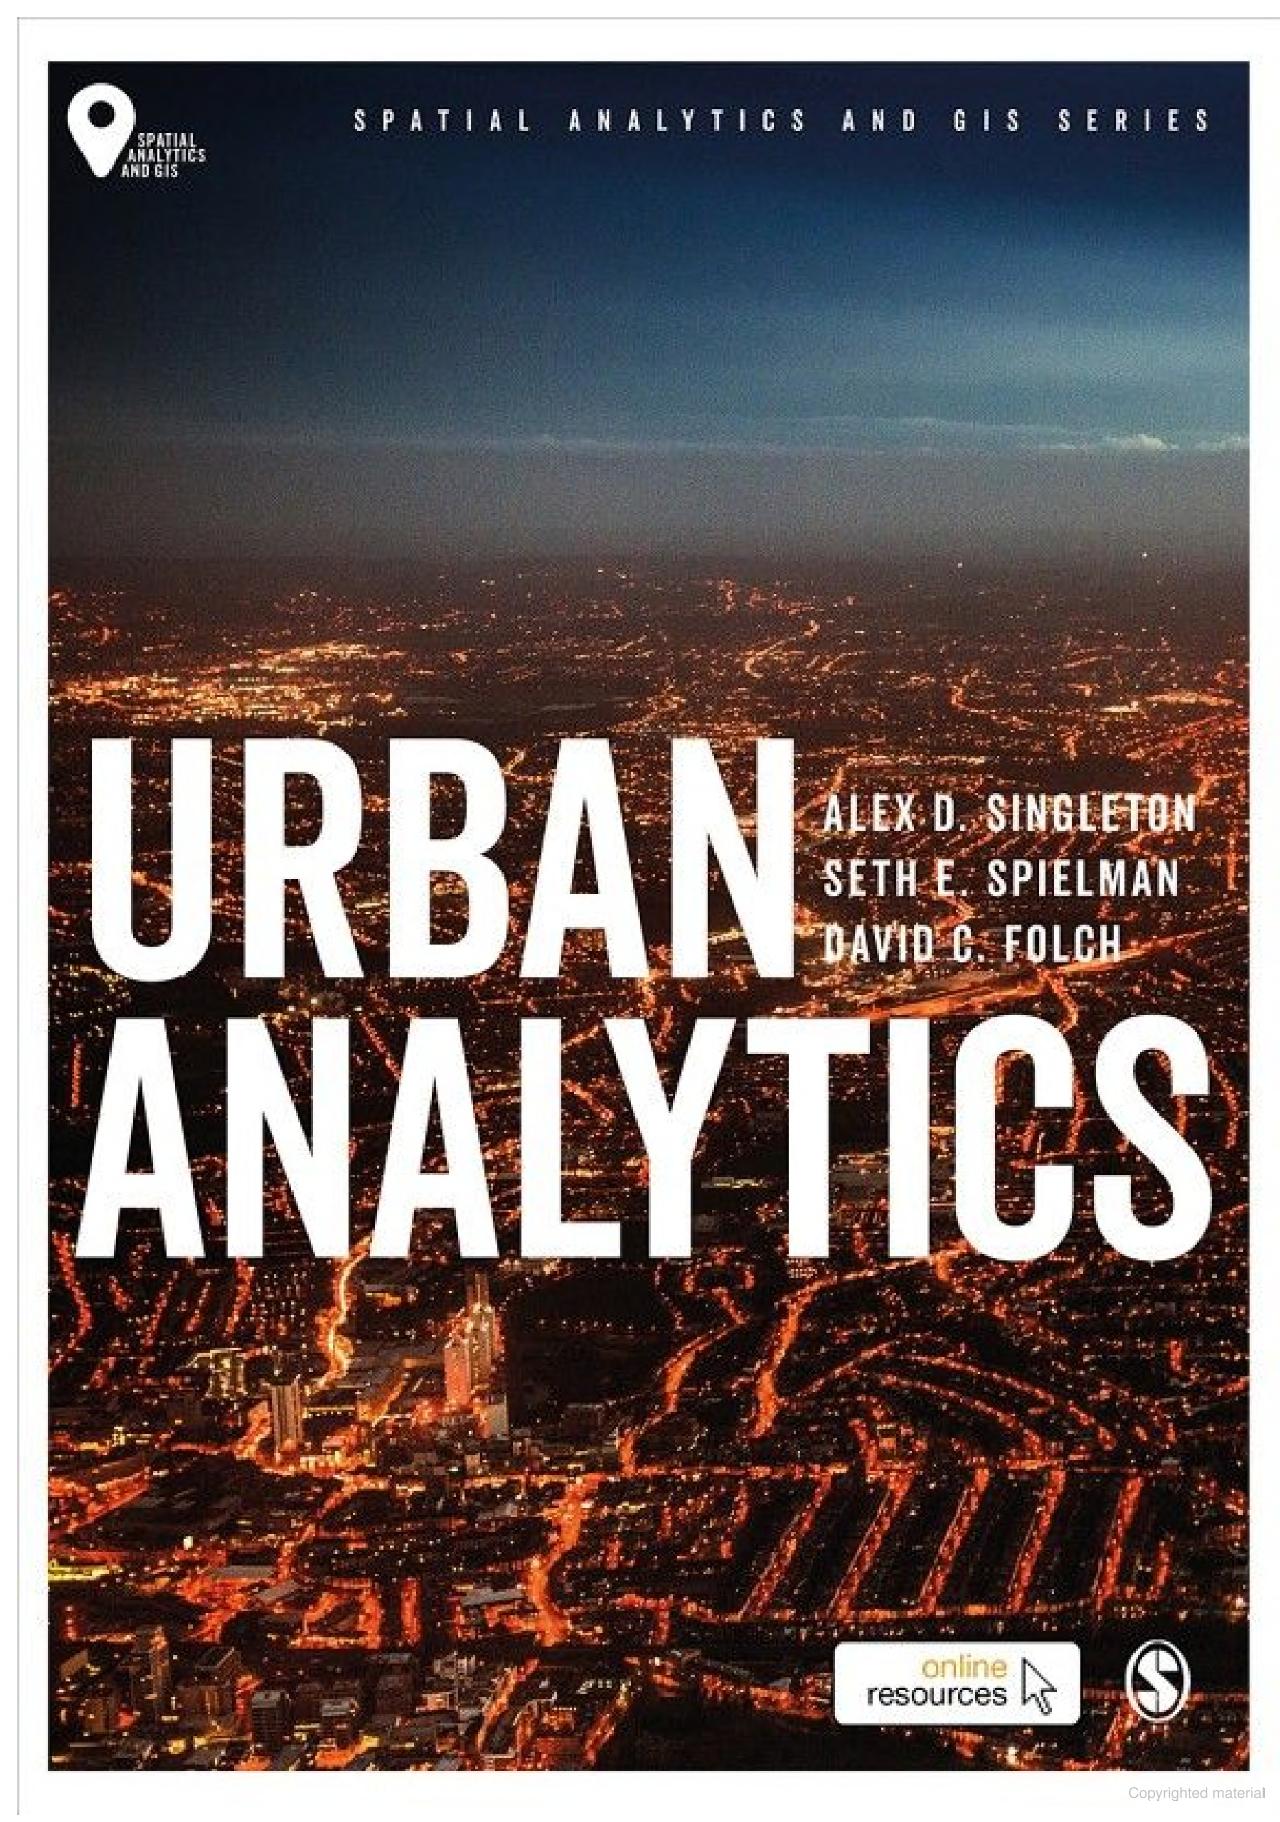 SPATIAL
ANALYTICS
AND GIS
SPATIAL ANALYTICS AND GIS SERIES
URBAN
ALEX D. SINGLETON
SETH E. SPIELMAN
DAVID C. FOLCH
ANALYTICS
online
resources
S
Copyrighted material